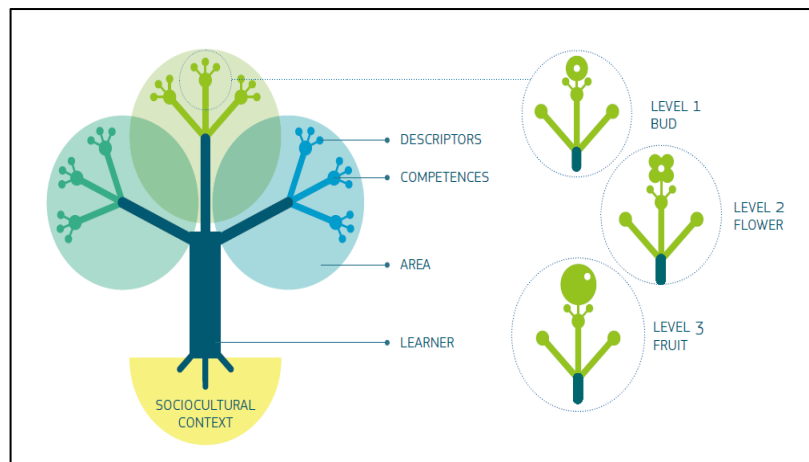 DESCRIPTORS
COMPETENCES
AREA
LEARNER
SOCIOCULTURAL
CONTEXT
LEVEL 1
BUD
LEVEL 2
FLOWER
LEVEL 3
FRUIT